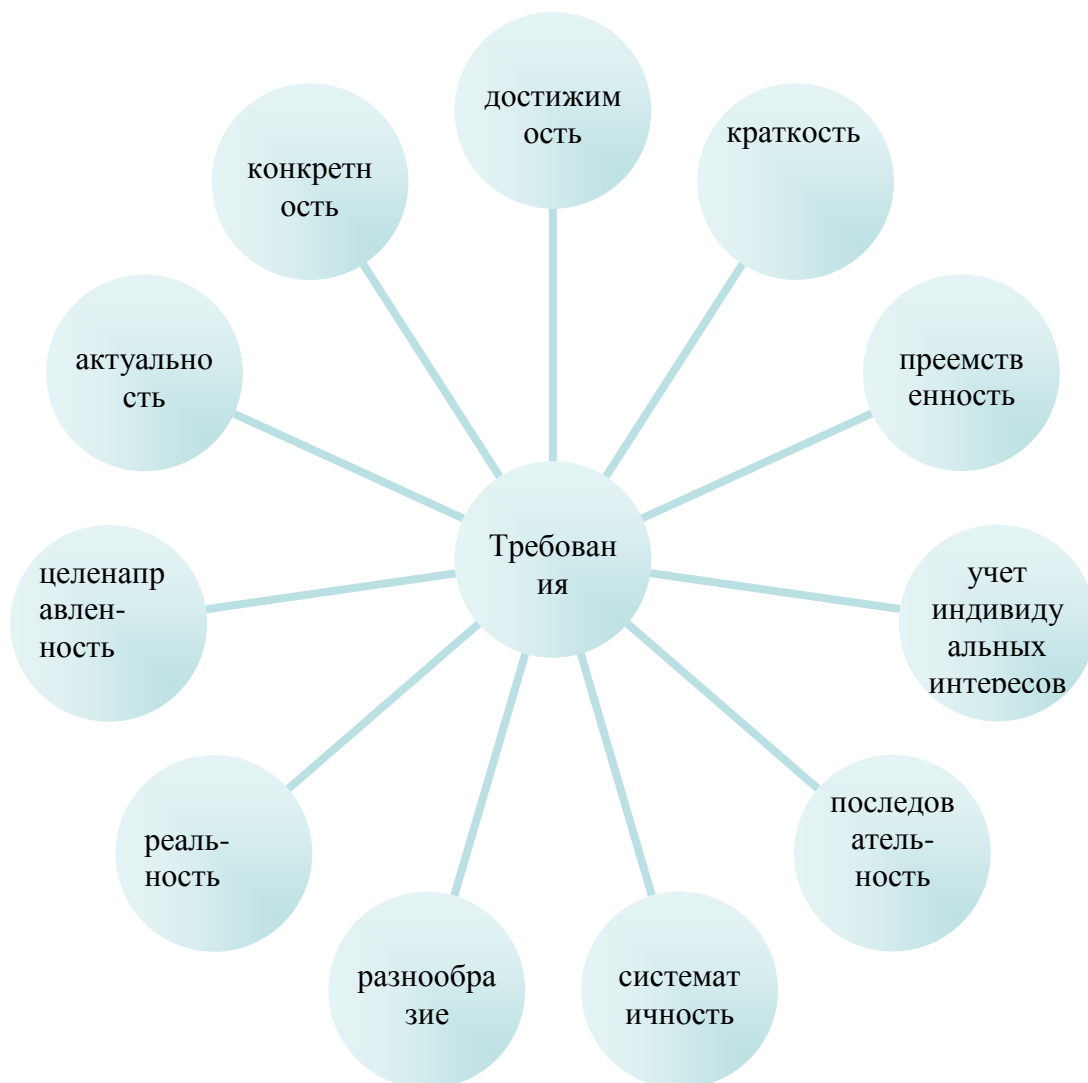 достижим
ость
краткость
преемств
енность
учет
индивиду
альных
интересов
последов
атель-
ность
системат
ичность
разнообра
зие
реаль-
ность
целенапр
авлен-
ность
актуально
сть
конкретн
ость
Требован
ия